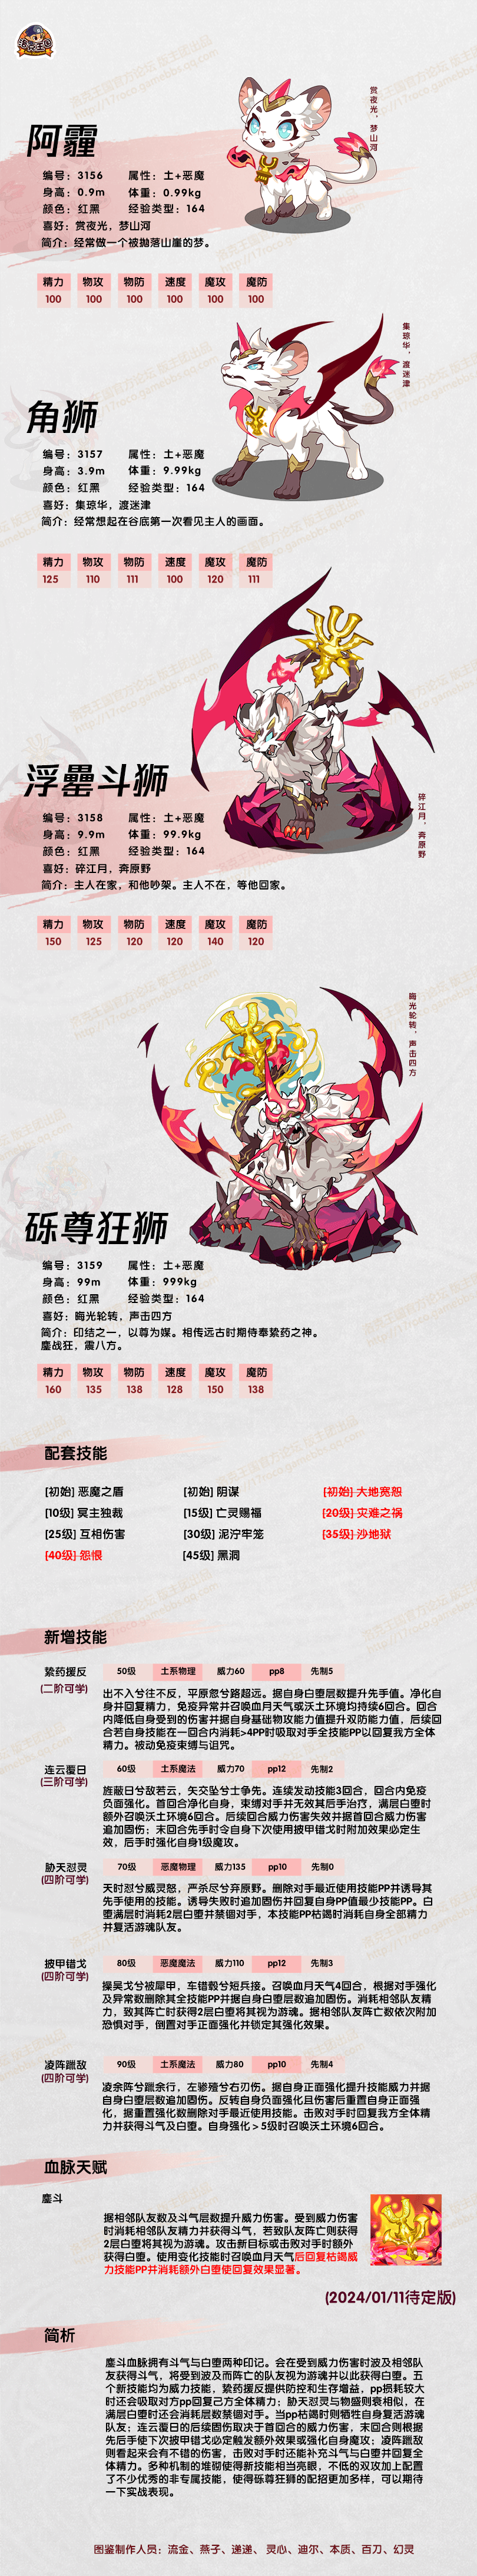 洛克王国
阿霾
赏夜光，梦山河
编号：3156 属性：土+恶魔
身高：0.9m 体重：0.99kg
颜色：红黑 经验类型：164
喜好：赏夜光，梦山河
简介：经常做一个被抛落山崖的梦。
精力 物攻 物防 速度 魔攻 魔防
100 100 100 100 100 100
角狮
集琼华，渡迷津
编号：3157 属性：土+恶魔
身高：3.9m 体重：9.99kg
颜色：红黑 经验类型：164
喜好：集琼华，渡迷津
简介：经常想起在谷底第一次看见主人的画面。
精力 物攻 物防 速度 魔攻 魔防
125 110 111 100 120 111
浮罍斗狮
碎江月，奔原野
编号：3158 属性：土+恶魔
身高：9.9m 体重：99.9kg
颜色：红黑 经验类型：164
喜好：碎江月，奔原野
简介：主人在家，和他吵架。主人不在，等他回家。
精力 物攻 物防 速度 魔攻 魔防
150 125 120 120 140 120
晦光轮转，声击四方
砾尊狂狮
编号：3159 属性：土+恶魔
身高：99m 体重：999kg
颜色：红黑 经验类型：164
喜好：晦光轮转，声击四方
简介：印结之一，以尊为媒。相传远古时期侍奉絷药之神。
鏖战狂，震八方。
精力 物攻 物防 速度 魔攻 魔防
160 135 138 128 150 138
配套技能
[初始] 恶魔之盾 [初始] 阴谋 [初始] 大地宽恕
[10级] 冥主独裁 [15级] 亡灵赐福 [20级] 灾难之祸
[25级] 互相伤害 [30级] 泥泞牢笼 [35级] 沙地狱
[40级] 怨恨 [45级] 黑洞
新增技能
絷药援反 50级 土系物理 威力60 pp8 先制5
(二阶可学)
出不入兮往不反，平原忽兮路超远。据自身白堕层数提升先手值。净化自
身并回复精力，免疫异常并召唤血月天气或沃土环境均持续6回合。回合
内降低自身受到的伤害并据自身基础物攻能力值提升双防能力值，后续回
合若自身技能在一回合内消耗>4PP时吸取对手全技能PP以回复我方全体
精力。被动免疫束缚与诅咒。
连云覆日 60级 土系魔法 威力70 pp12 先制2
(三阶可学)
旌蔽日兮敌若云，矢交坠兮士争先。连续发动技能3回合，回合内免疫
负面强化。首回合净化自身，束缚对手并无效其后手治疗，满层白堕时
额外召唤沃土环境6回合。后续回合威力伤害失效并据首回合威力伤害
追加固伤；末回合先手时令自身下次使用披甲错戈时附加效果必定生
效，后手时强化自身1级魔攻。
胁天怼灵 70级 恶魔物理 威力135 pp10 先制0
(四阶可学)
天时怼兮威灵怒，严杀尽兮弃原野。删除对手最近使用技能PP并诱导其
先手使用的技能。诱导失败时追加固伤并回复自身PP值最少技能PP。白
堕满层时消耗2层白堕并禁锢对手，本技能PP枯竭时消耗自身全部精力
并复活游魂队友。
披甲错戈 80级 恶魔魔法 威力110 pp12 先制3
(四阶可学)
操吴戈兮被犀甲，车错毂兮短兵接。召唤血月天气4回合，根据对手强化
及异常数删除其全技能PP并据自身白堕层数追加固伤。消耗相邻队友精
力，致其阵亡时获得2层白堕将其视为游魂。据相邻队友阵亡数依次附加
恐惧对手，倒置对手正面强化并锁定其强化效果。
凌阵躐敌 90级 土系魔法 威力80 pp10 先制4
(四阶可学)
凌余阵兮躐余行，左骖殪兮右刃伤。据自身正面强化提升技能威力并据
自身白堕层数追加固伤。反转自身负面强化且伤害后重置自身正面强
化，据重置强化数删除对手最近使用技能。击败对手时回复我方全体精
力并获得斗气及白堕。自身强化＞5级时召唤沃土环境6回合。
血脉天赋
鏖斗
据相邻队友数及斗气层数提升威力伤害。受到威力伤害
时消耗相邻队友精力并获得斗气，若致队友阵亡则获得
2层白堕将其视为游魂。攻击新目标或击败对手时额外
获得白堕。使用变化技能时召唤血月天气后回复枯竭威
力技能PP并消耗额外白堕使回复效果显著。
(2024/01/11待定版)
简析
鏖斗血脉拥有斗气与白堕两种印记。会在受到威力伤害时波及相邻队
友获得斗气，将受到波及而阵亡的队友视为游魂并以此获得白堕。五
个新技能均为威力技能，絷药援反提供防控和生存增益，pp损耗较大
时还会吸取对方pp回复己方全体精力；胁天怼灵与物盛则衰相似，在
满层白堕时还会消耗层数禁锢对手。当pp枯竭时则牺牲自身复活游魂
队友；连云覆日的后续固伤取决于首回合的威力伤害，末回合则根据
先后手使下次披甲错戈必定触发额外效果或强化自身魔攻；凌阵躐敌
则看起来会有不错的伤害，击败对手时还能补充斗气与白堕并回复全
体精力。多种机制的堆砌使得新技能相当亮眼，不低的双攻加上配置
了不少优秀的非专属技能，使得砾尊狂狮的配招更加多样，可以期待
一下实战表现。
图鉴制作人员：流金、燕子、递递、灵心、迪尔、本质、百刀、幻灵